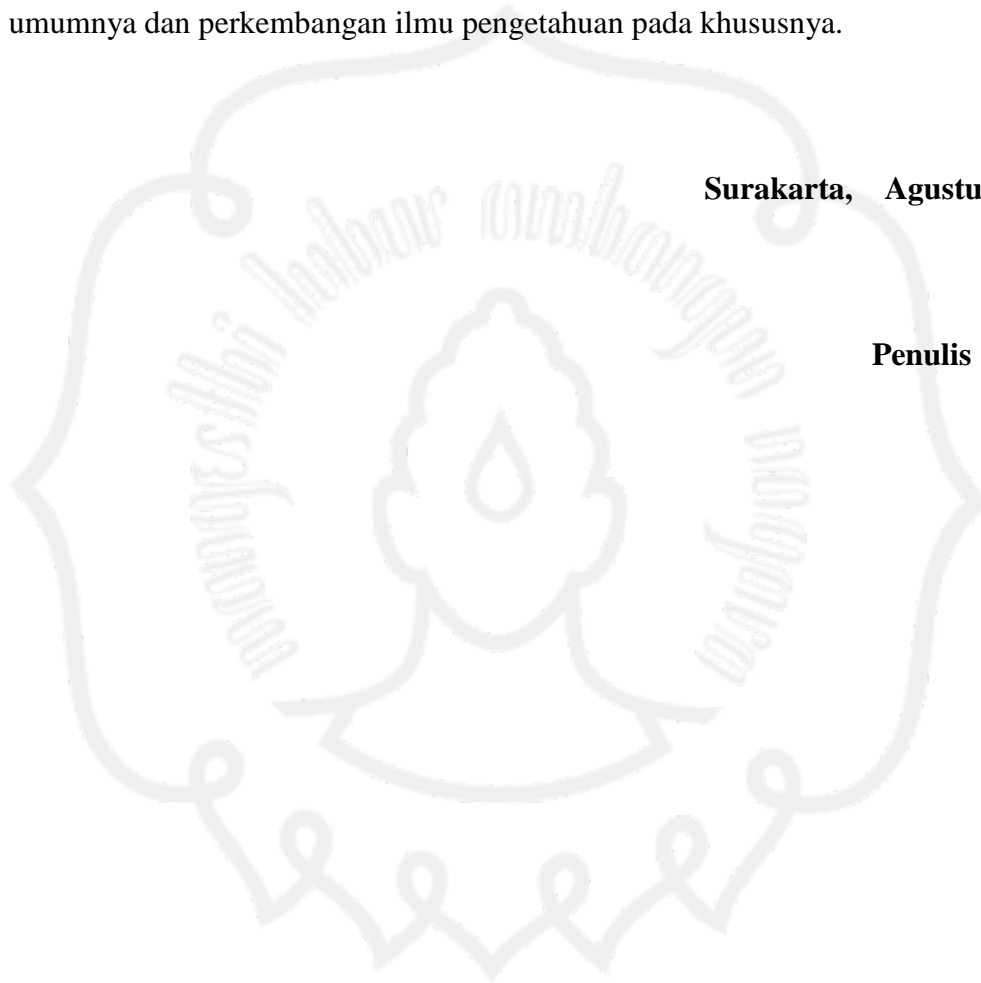 umumnya dan perkembangan ilmu pengetahuan pada khususnya.
Surakarta, Agustu
Penulis